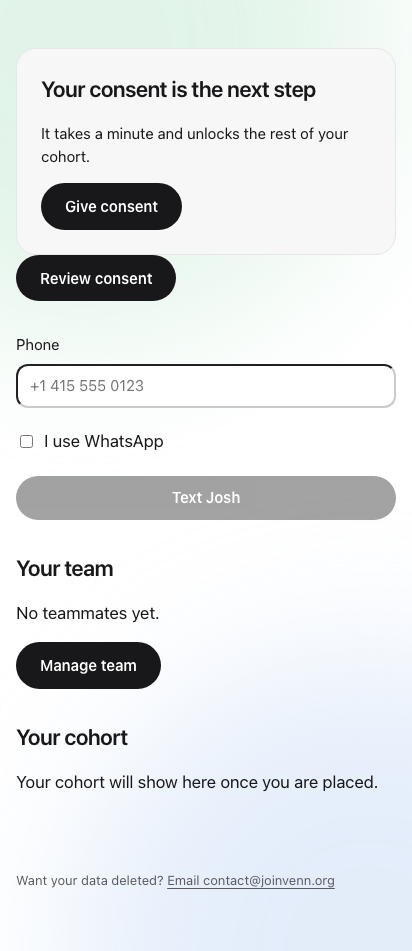 Your consent is the next step
It takes a minute and unlocks the rest of your
cohort.
Give consent
Review consent
Phone
+1 415 555 0123
I use WhatsApp
Text Josh
Your team
No teammates yet.
Manage team
Your cohort
Your cohort will show here once you are placed.
Want your data deleted? Email contact@joinvenn.org